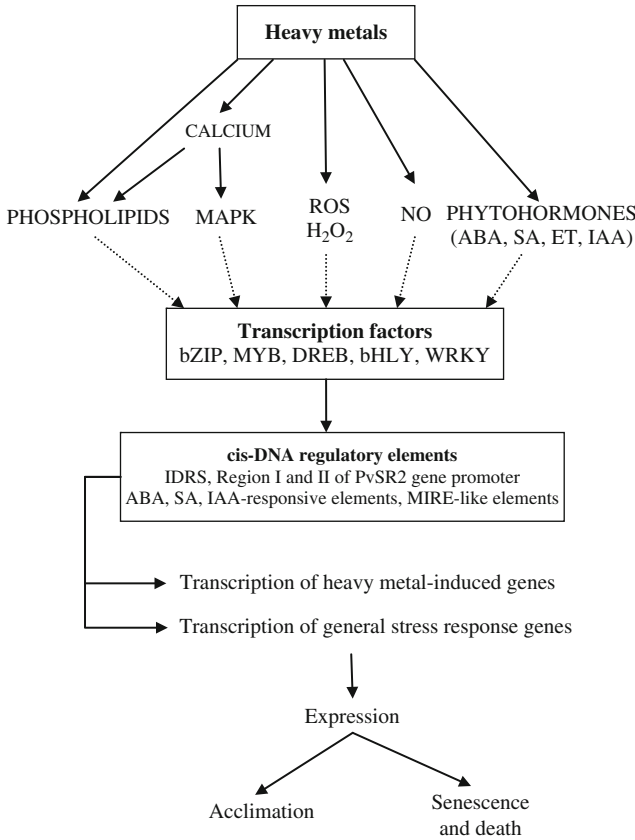 Heavy metals
CALCIUM
PHOSPHOLIPIDS
MAPK
ROS
H₂O₂
NO
PHYTOHORMONES
(ABA, SA, ET, IAA)
Transcription factors
bZIP, MYB, DREB, bHLY, WRKY
cis-DNA regulatory elements
IDRS, Region I and II of PvSR2 gene promoter
ABA, SA, IAA-responsive elements, MIRE-like elements
Transcription of heavy metal-induced genes
Transcription of general stress response genes
Expression
Acclimation
Senescence
and death